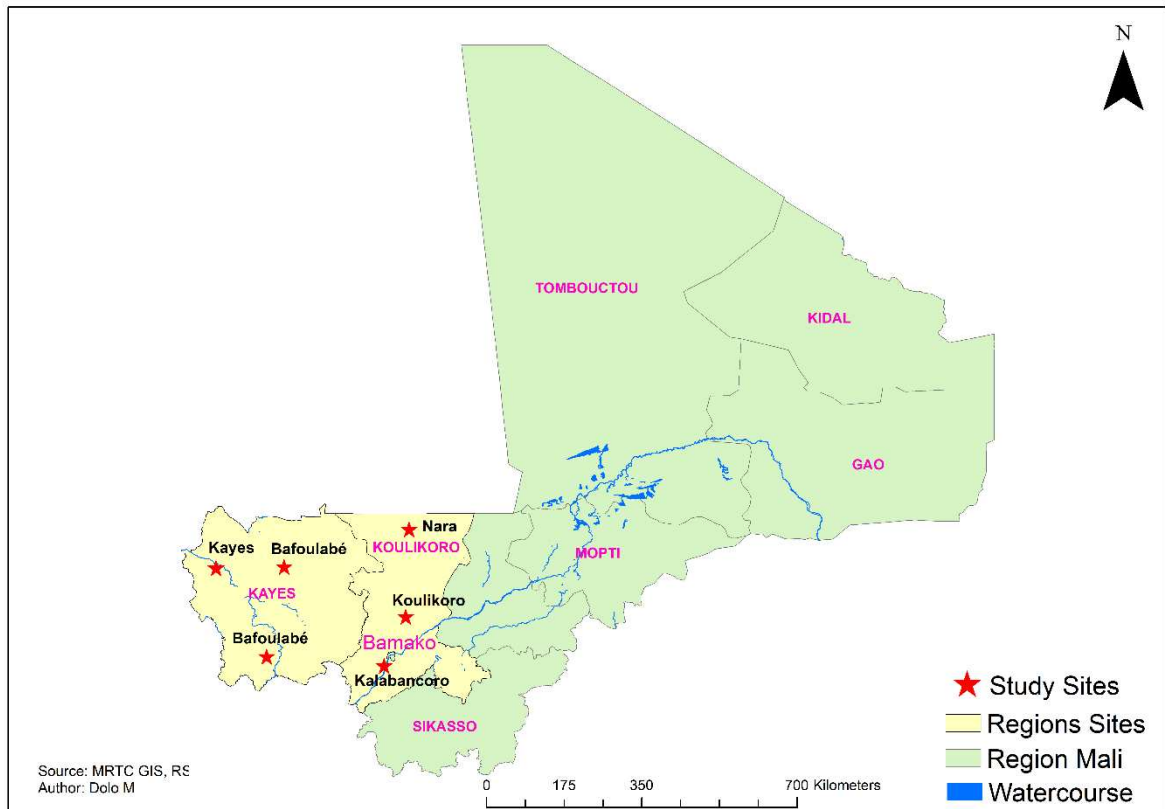 N
TOMBOUCTOU
KIDAL
GAO
Nara
KOULIKORO
MOPTI
Kayes
Bafoulabé
KAYES
Koulikoro
Bafoulabé
Bamako
Kalabancoro
SIKASSO
Study Sites
Regions Sites
Region Mali
Watercourse
Source: MRTC GIS, RS
Author: Dolo M
0 175 350 700 Kilometers